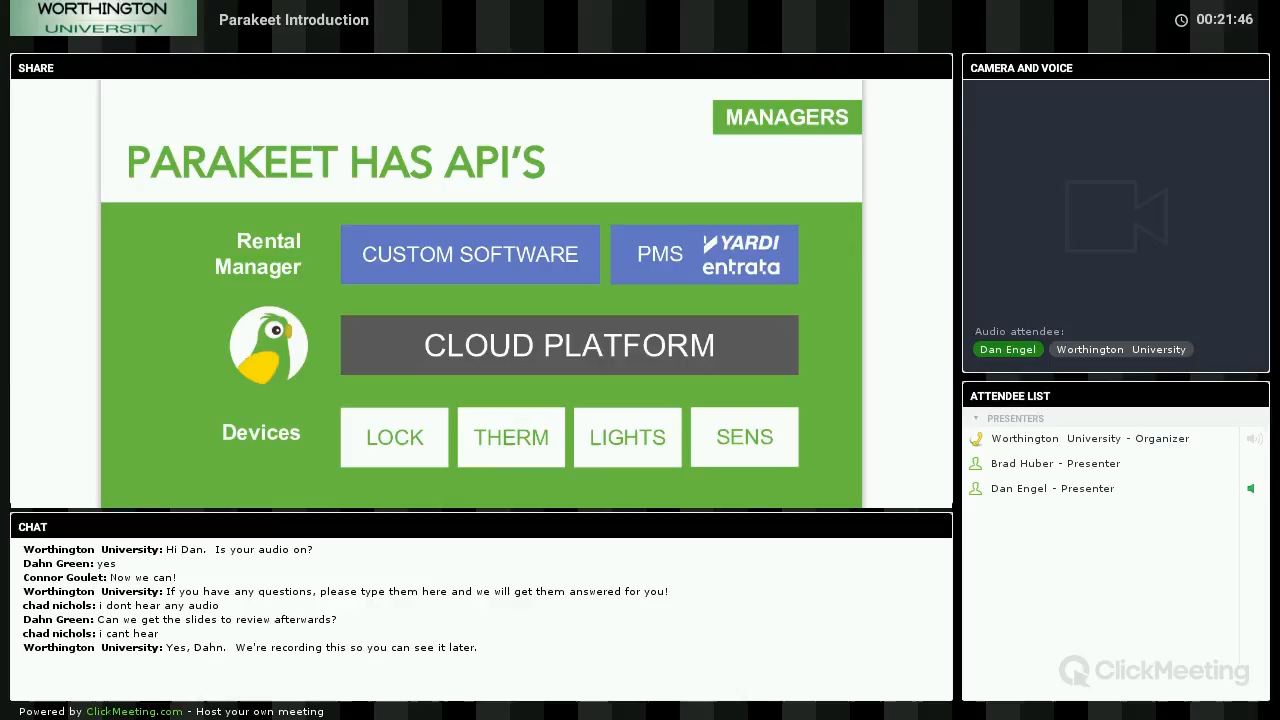 WORTHINGTON
UNIVERSITY
Parakeet Introduction
00:21:46
SHARE
MANAGERS
PARAKEET HAS API'S
Rental
Manager
CUSTOM SOFTWARE
PMS
YARDI
entrata
CLOUD PLATFORM
Devices
LOCK
THERM
LIGHTS
SENS
CAMERA AND VOICE
Audio attendee:
Dan Engel
Worthington University
ATTENDEE LIST
PRESENTERS
Worthington University - Organizer
Brad Huber - Presenter
Dan Engel - Presenter
ClickMeeting
CHAT
Worthington University: Hi Dan. Is your audio on?
Dahn Green: yes
Connor Goulet: Now we can!
Worthington University: If you have any questions, please type them here and we will get them answered for you!
chad nichols: i dont hear any audio
Dahn Green: Can we get the slides to review afterwards?
chad nichols: i cant hear
Worthington University: Yes, Dahn. We're recording this so you can see it later.
Powered by ClickMeeting.com - Host your own meeting